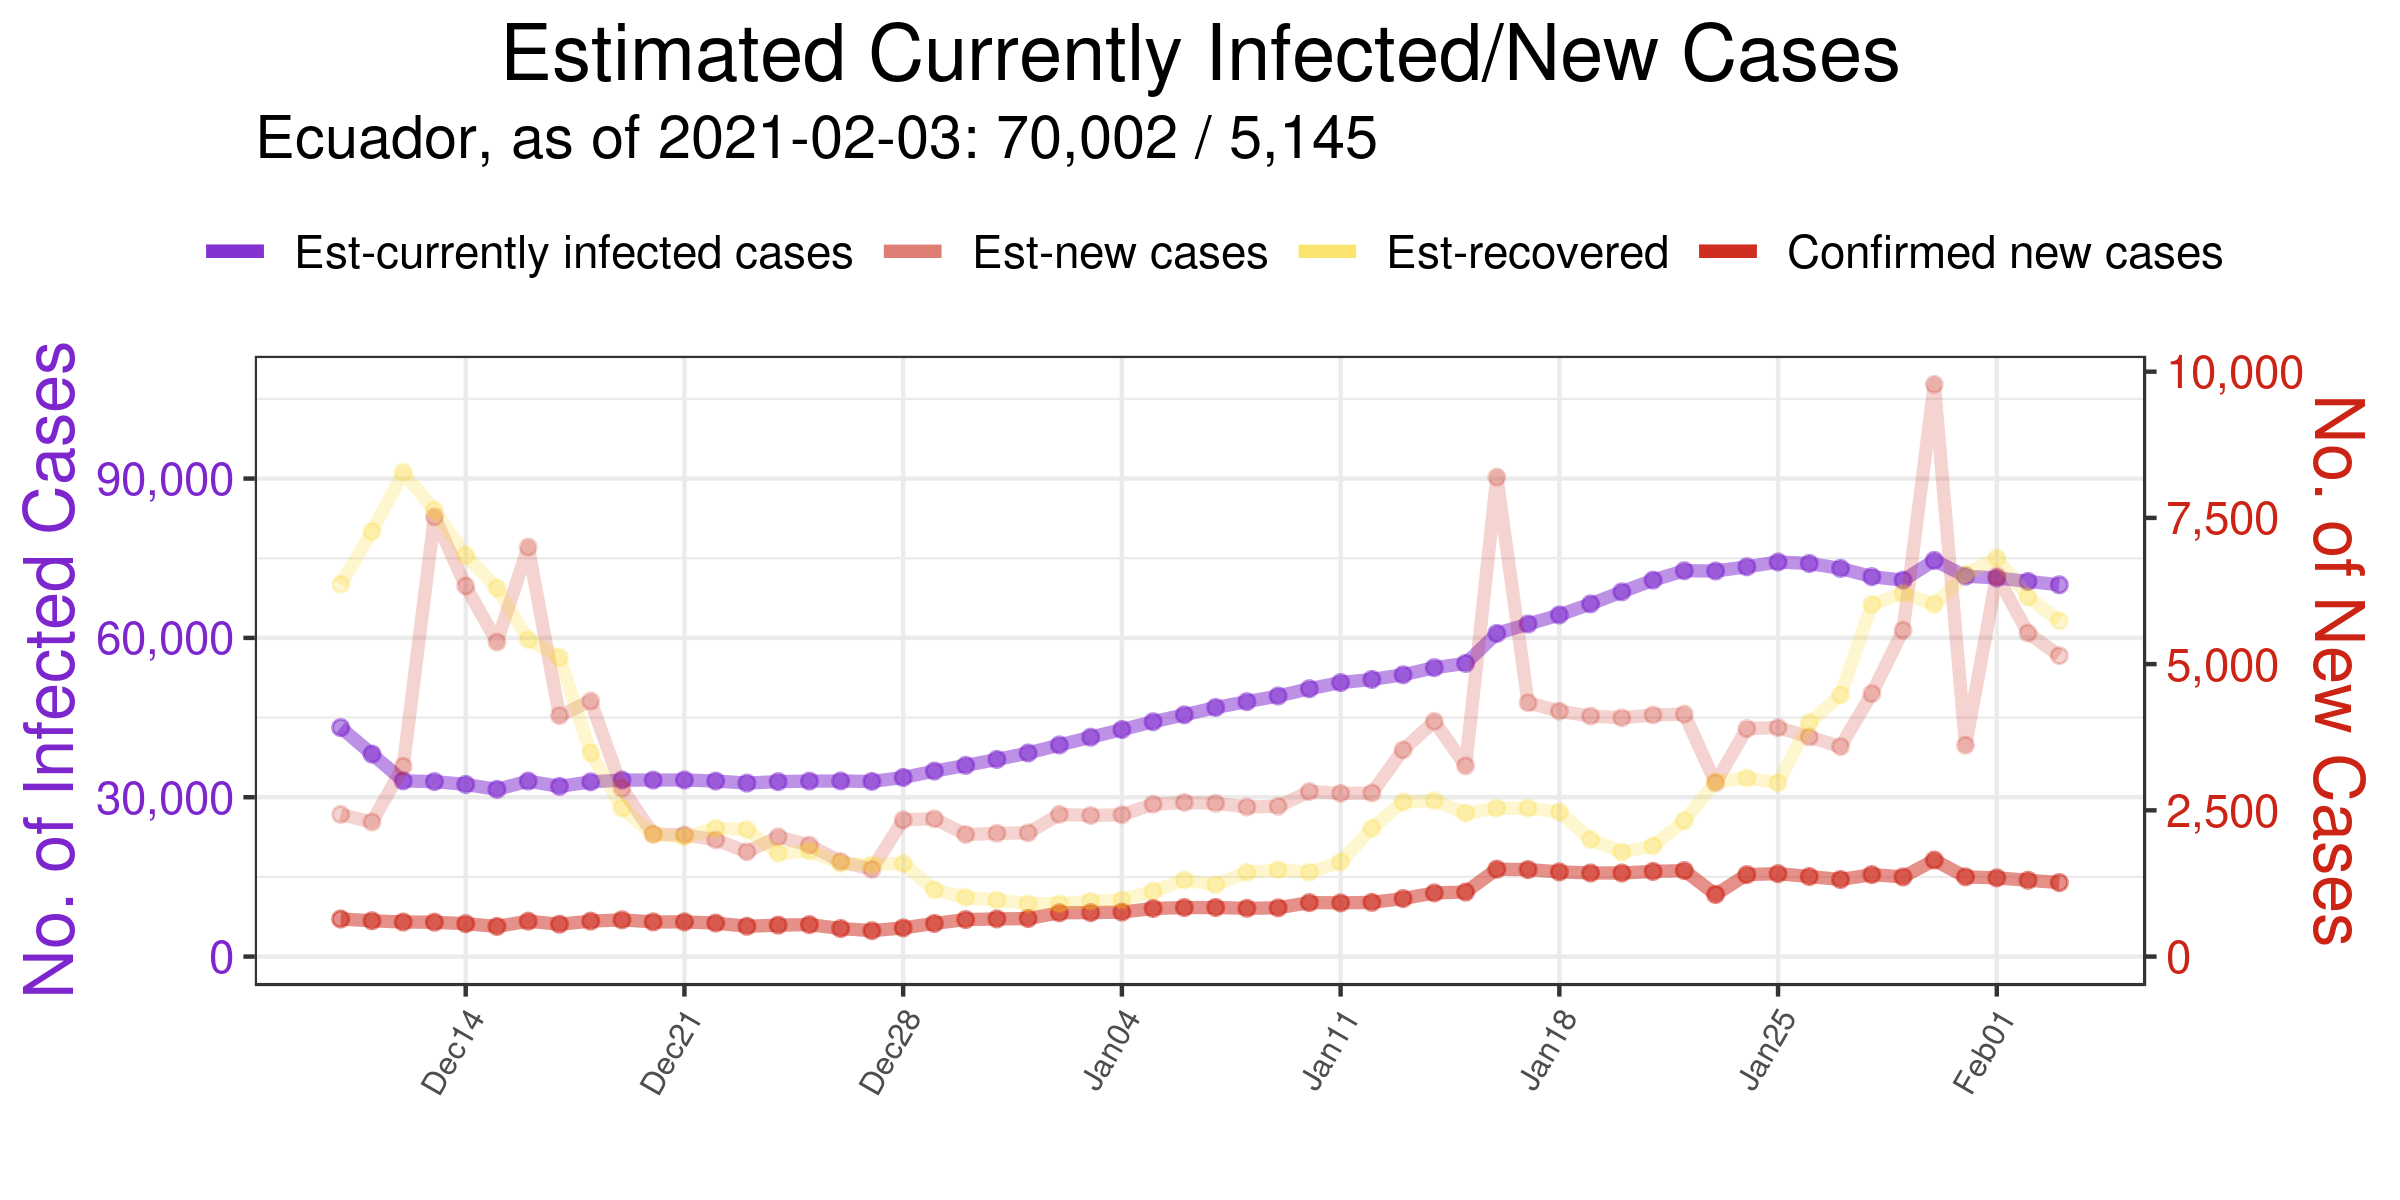 Estimated Currently Infected/New Cases
Ecuador, as of 2021-02-03: 70,002 / 5,145
Est-currently infected cases Est-new cases Est-recovered Confirmed new cases
No. of Infected Cases
90,000
60,000
30,000
0
10,000
7,500
5,000
2,500
0
No. of New Cases
Dec14 Dec21 Dec28 Jan04 Jan11 Jan18 Jan25 Feb01